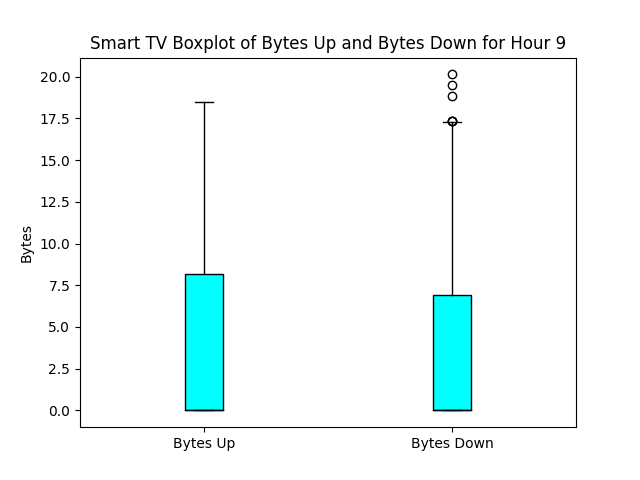 Smart TV Boxplot of Bytes Up and Bytes Down for Hour 9
20.0
17.5
15.0
12.5
10.0
7.5
5.0
2.5
0.0
Bytes
Bytes Up
Bytes Down